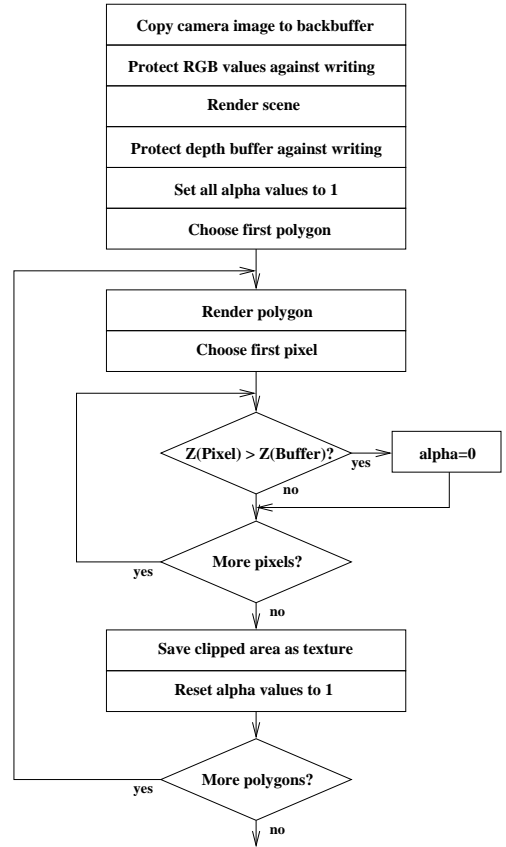 Copy camera image to backbuffer
Protect RGB values against writing
Render scene
Protect depth buffer against writing
Set all alpha values to 1
Choose first polygon
Render polygon
Choose first pixel
Z(Pixel) > Z(Buffer)?
yes
alpha=0
no
More pixels?
yes
no
Save clipped area as texture
Reset alpha values to 1
More polygons?
yes
no